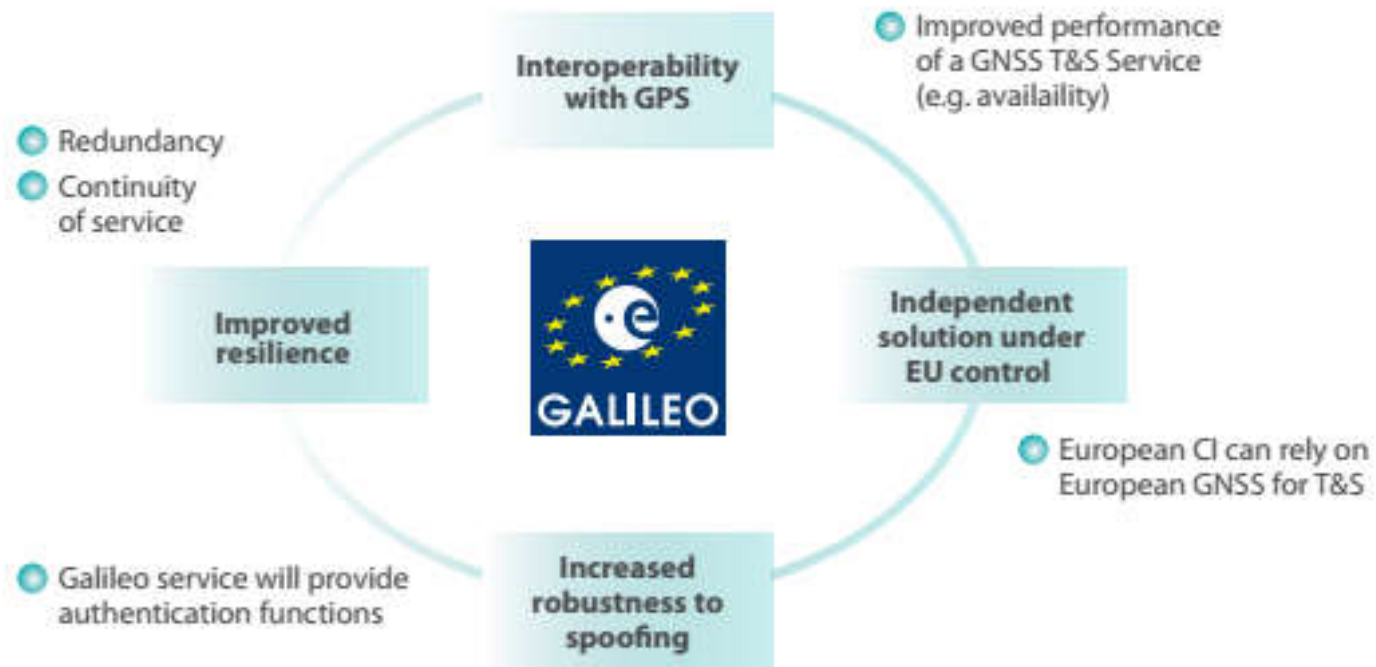 Interoperability
with GPS
Improved performance
of a GNSS T&S Service
(e.g. availaility)
Redundancy
Continuity
of service
Improved
resilience
e
GALILEO
Independent
solution under
EU control
European CI can rely on
European GNSS for T&S
Galileo service will provide
authentication functions
Increased
robustness to
spoofing